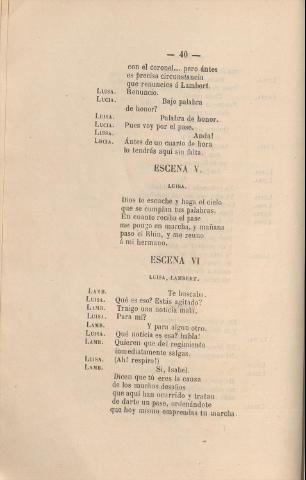 — 40 —
con el coronel... pero ántes
es precisa circunstancia
que renuncies á Lambert.
LUISA. Renuncio.
LUCIA. Bajo palabra
de honor?
LUISA. Palabra de honor.
LUCIA. Pues voy por el pase.
LUISA. Anda!
LUCIA. Ántes de un cuarto de hora
lo tendrás aquí sin falta.
ESCENA V.
LUISA.
Dios te escuche y haga el cielo
que se cumplan tus palabras.
En cuanto reciba el pase
me pongo en marcha, y mañana
paso el Rhin, y me reuno
á mi hermano.
ESCENA VI
LUISA, LAMBERT.
LAMB. Te buscaba.
LUISA. Qué es eso? Estás agitado?
LAMB. Traigo una noticia mala.
LUISA. Para mí?
LAMB. Y para algun otro.
LUISA. Qué noticia es esa? habla!
LAMB. Quieren que del regimiento
inmediatamente salgas.
LUISA. (Ah! respiro!)
LAMB. Sí, Isabel.
Dicen que tú eres la causa
de los muchos desafíos
que aquí han ocurrido y tratan
de darte un pase, ordenándote
que hoy mismo emprendas tu marcha